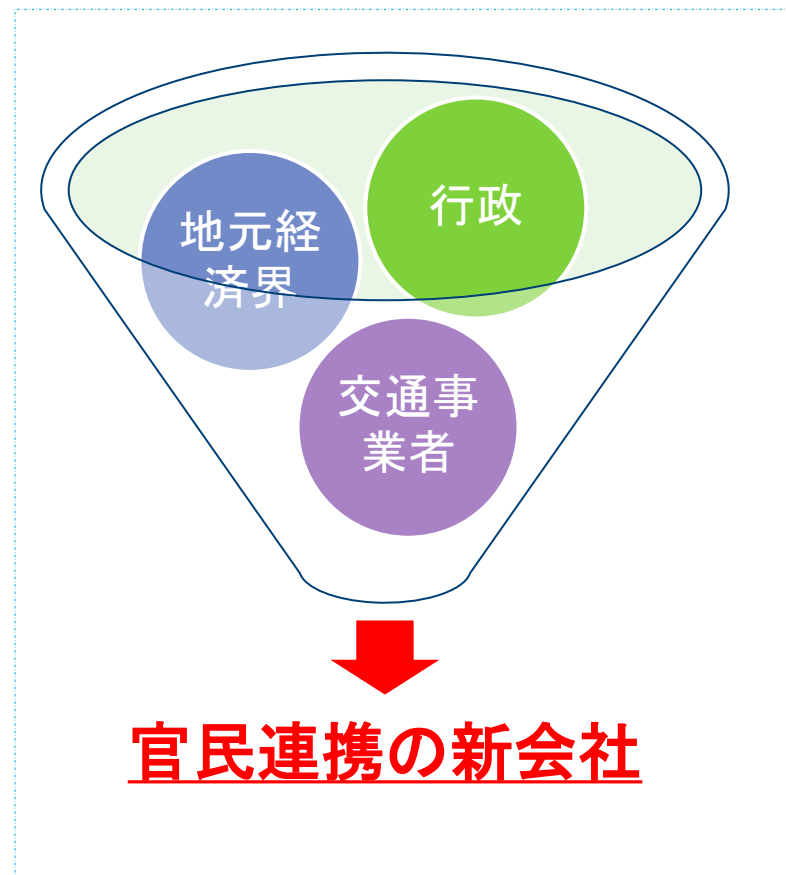 行政
地元経
済界
交通事
業者
官民連携の新会社